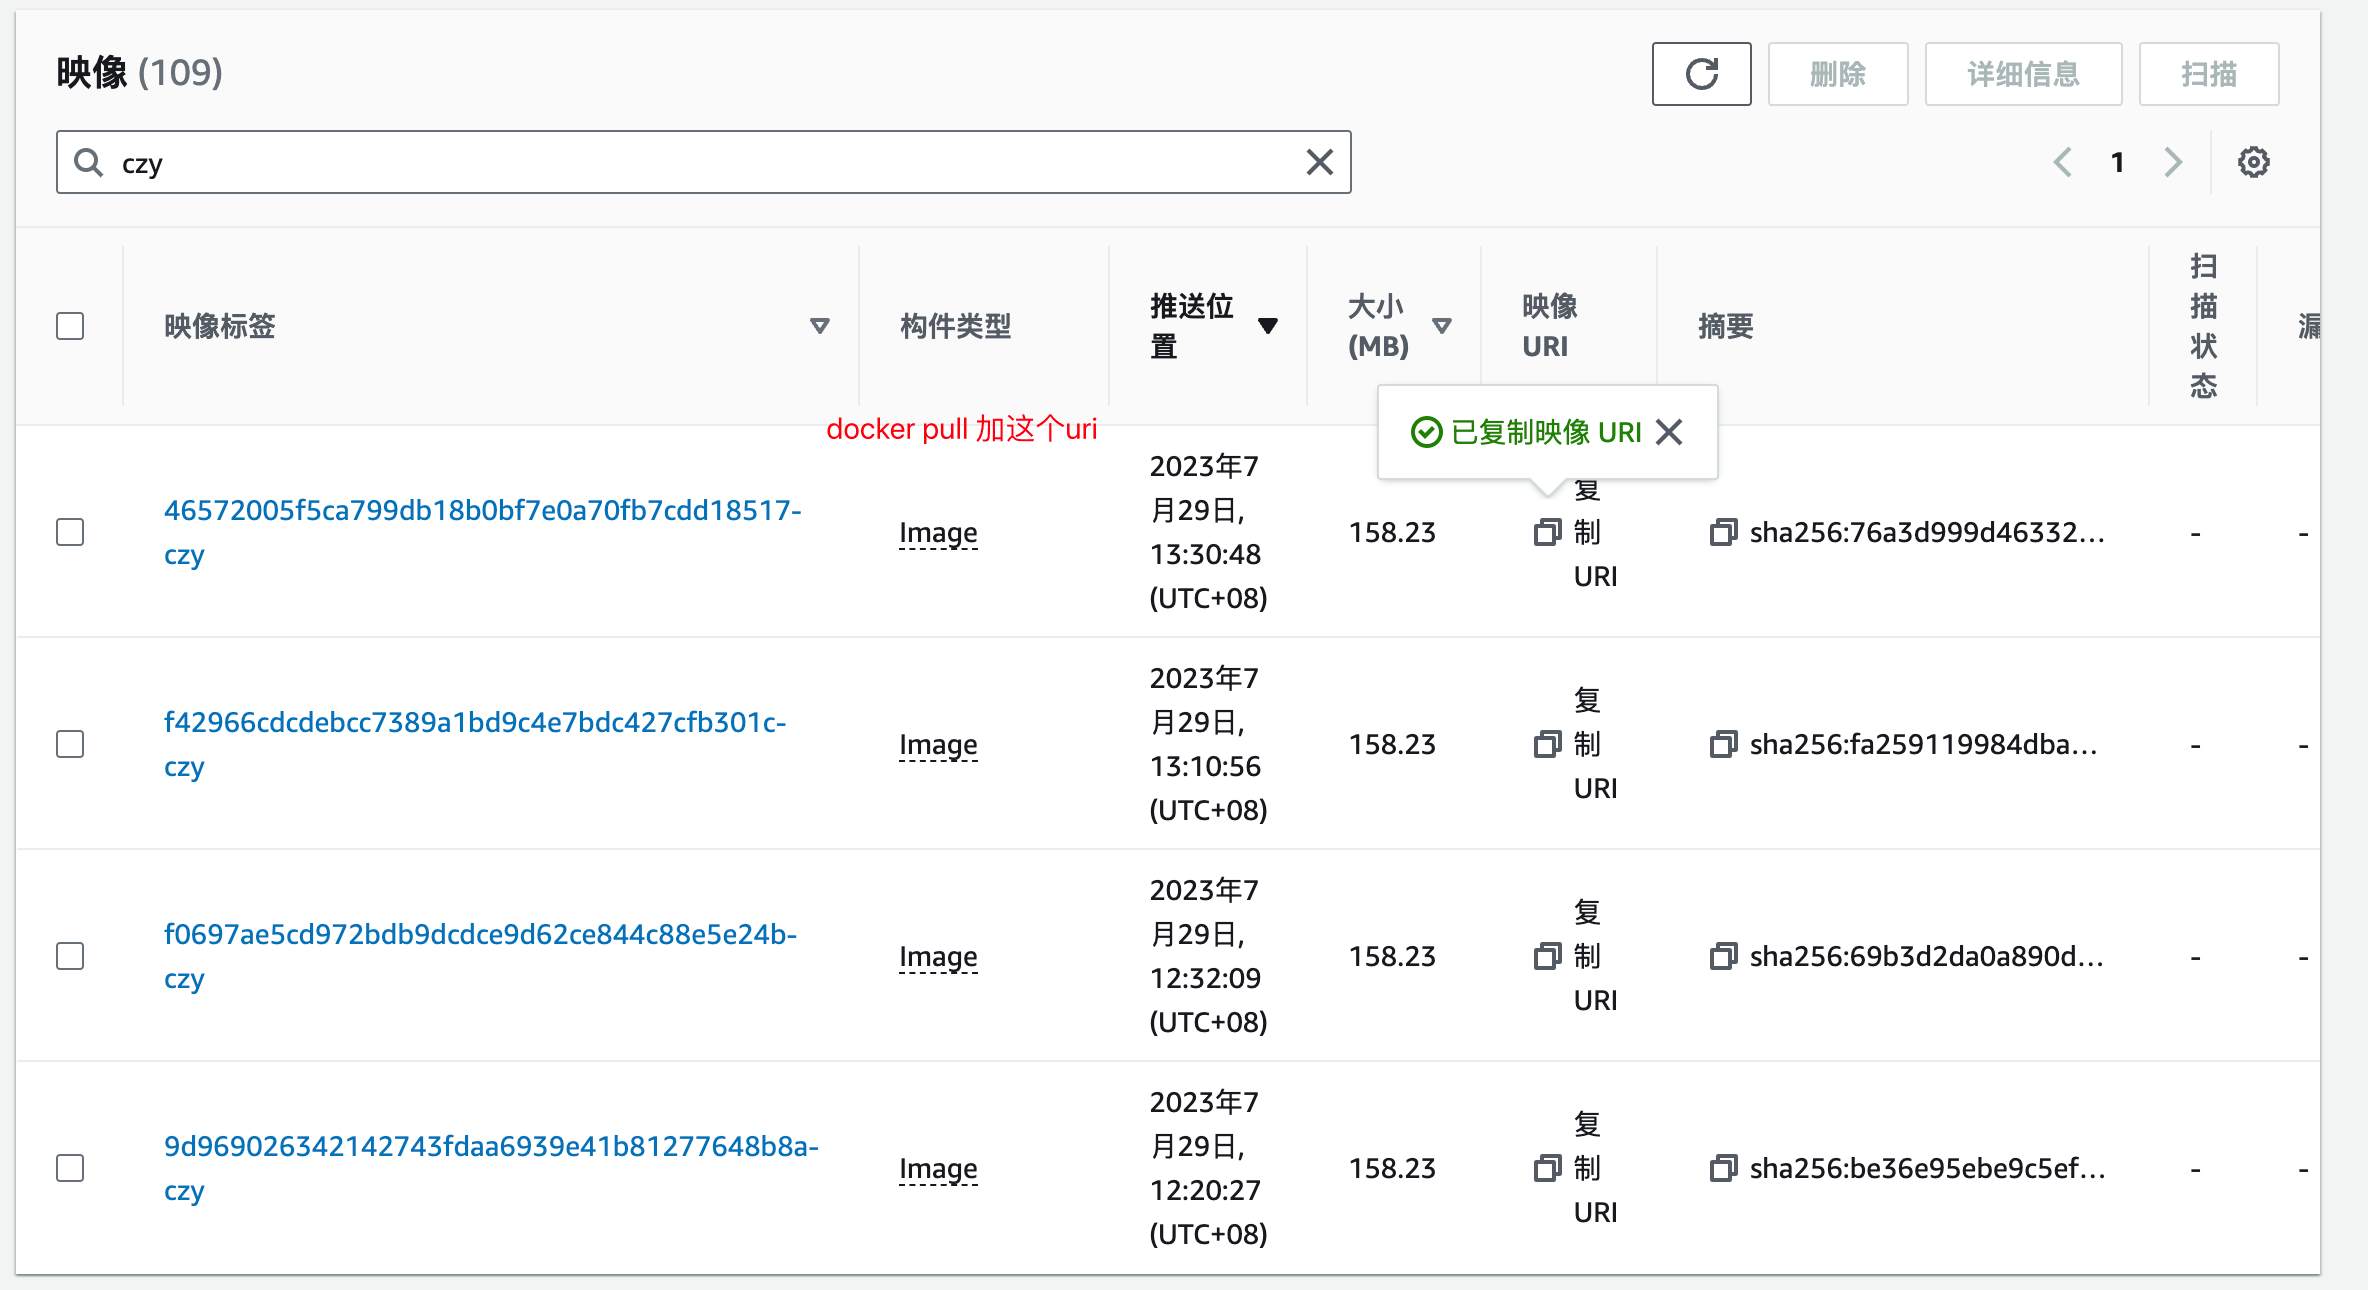 映像 (109)
删除
详细信息
扫描
czy
1
映像标签
构件类型
推送位
置
大小
(MB)
映像
URI
摘要
扫
描
状
态
漏
docker pull 加这个uri
已复制映像 URI
46572005f5ca799db18b0bf7e0a70fb7cdd18517-
czy
Image
2023年7
月29日,
13:30:48
(UTC+08)
158.23
复
制
URI
sha256:76a3d999d46332...
-
-
f42966cdcdebcc7389a1bd9c4e7bdc427cfb301c-
czy
Image
2023年7
月29日,
13:10:56
(UTC+08)
158.23
复
制
URI
sha256:fa259119984dba...
-
-
f0697ae5cd972bdb9dcdce9d62ce844c88e5e24b-
czy
Image
2023年7
月29日,
12:32:09
(UTC+08)
158.23
复
制
URI
sha256:69b3d2da0a890d...
-
-
9d969026342142743fdaa6939e41b81277648b8a-
czy
Image
2023年7
月29日,
12:20:27
(UTC+08)
158.23
复
制
URI
sha256:be36e95ebe9c5ef...
-
-